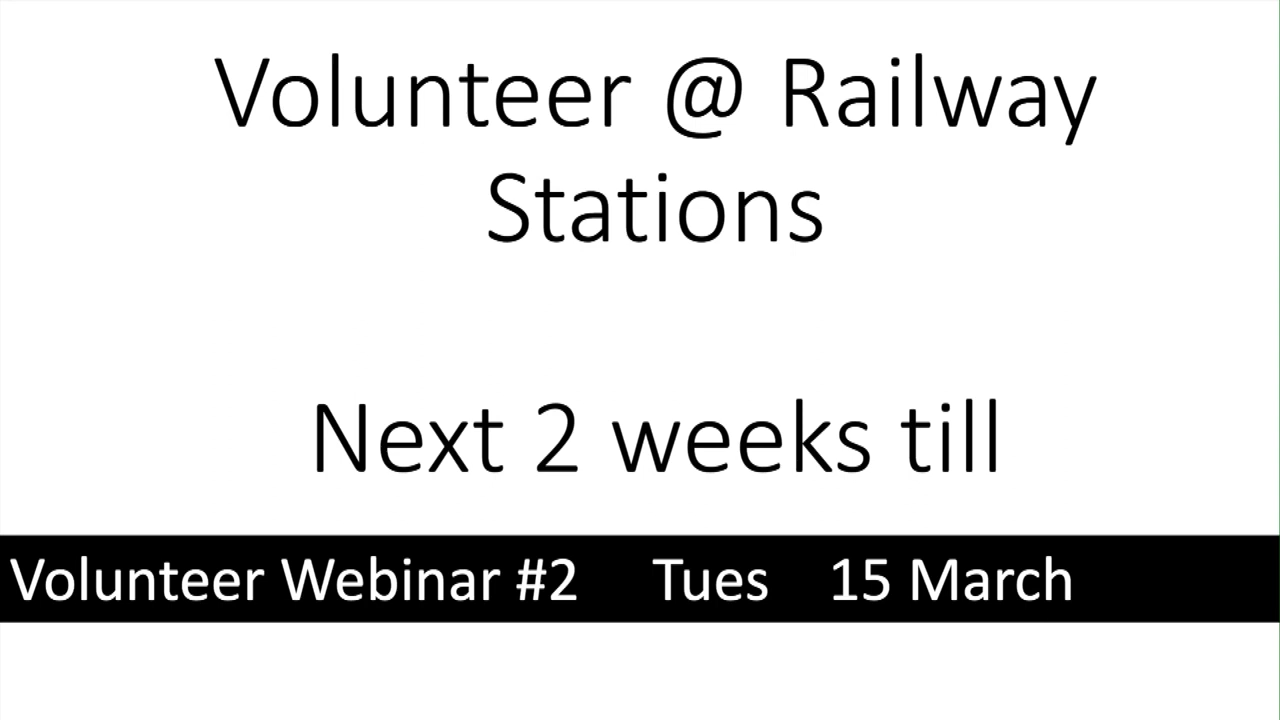 Volunteer @ Railway
Stations
Next 2 weeks till
Volunteer Webinar #2 Tues 15 March